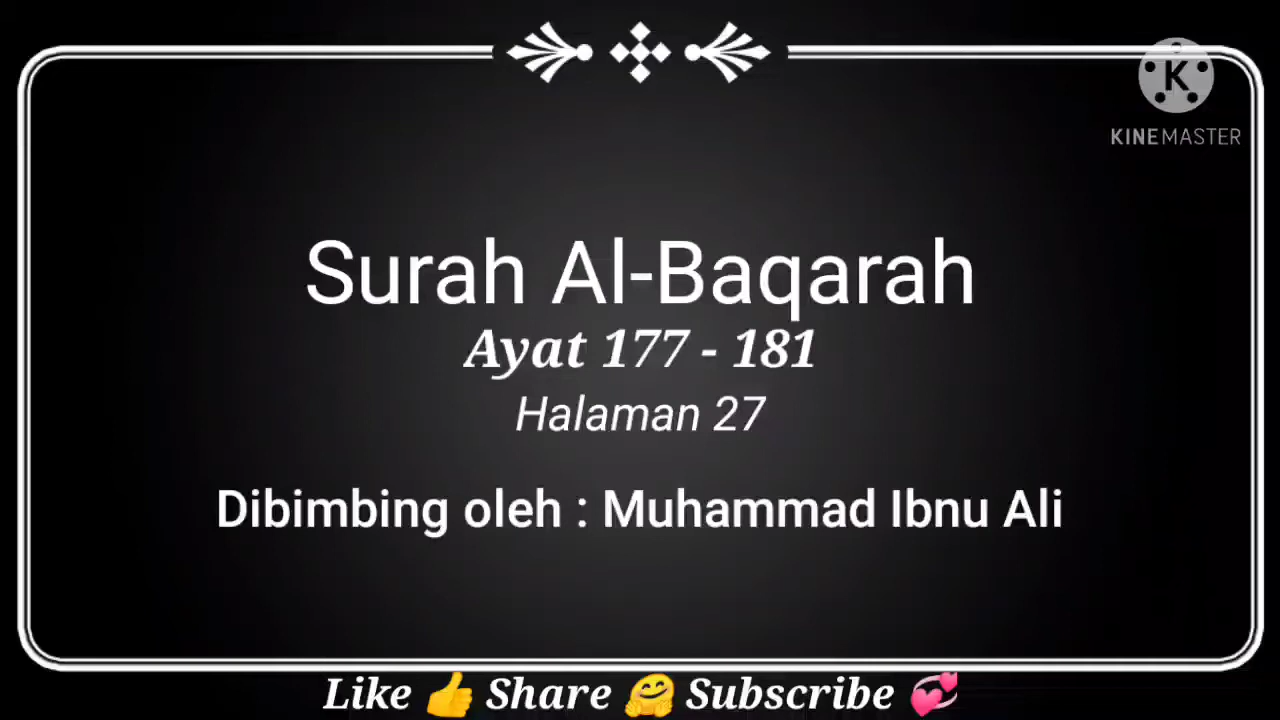 KINEMASTER
Surah Al-Baqarah
Ayat 177 - 181
Halaman 27
Dibimbing oleh : Muhammad Ibnu Ali
Like 👍 Share 🤗 Subscribe 💞